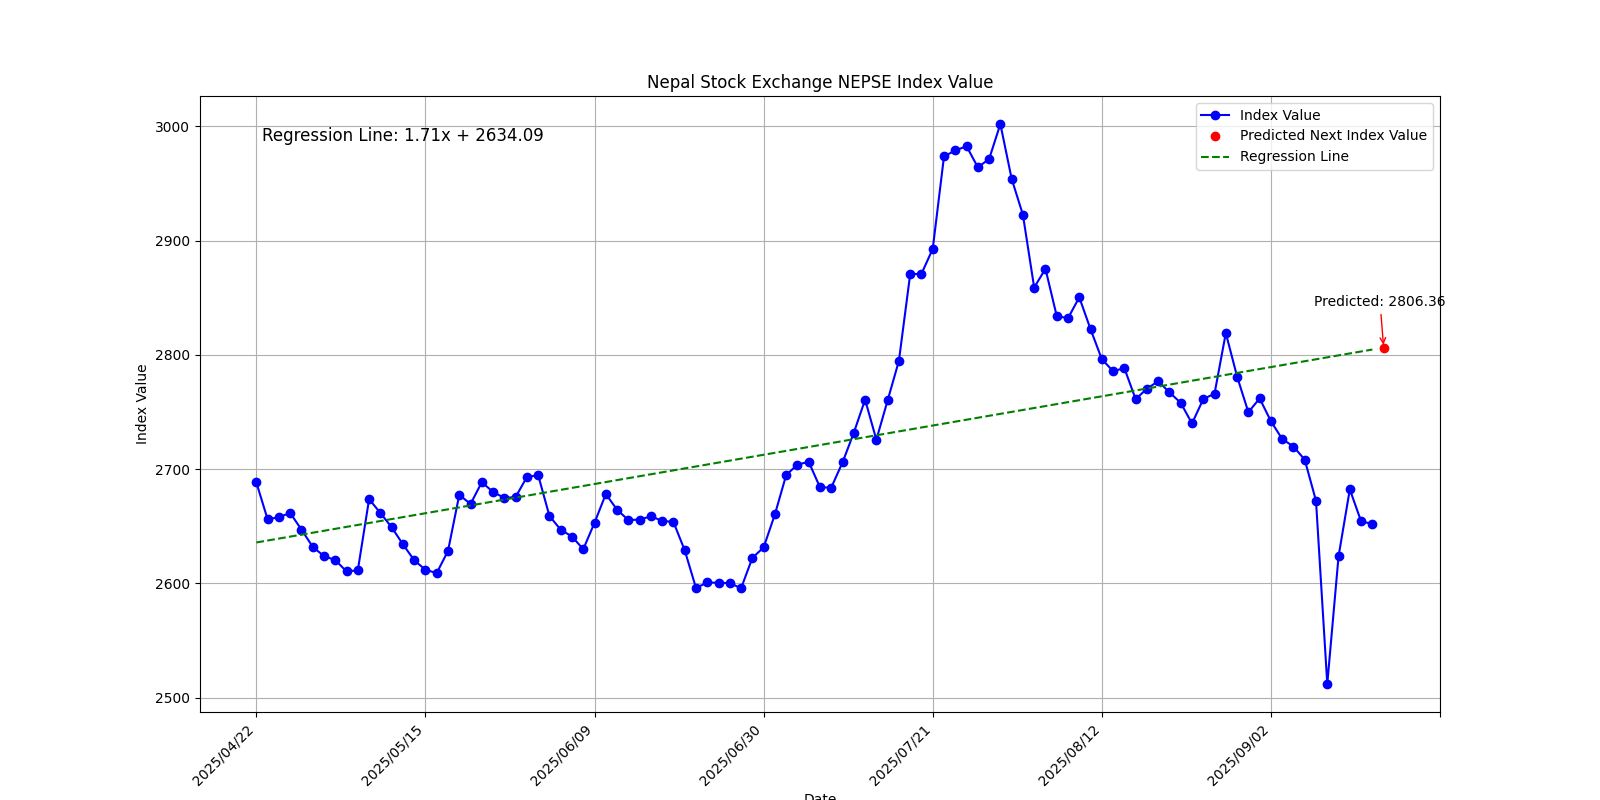 Nepal Stock Exchange NEPSE Index Value
Regression Line: 1.71x + 2634.09
Index Value
Predicted Next Index Value
Regression Line
Predicted: 2806.36
3000
2900
2800
2700
2600
2500
Index Value
2025/04/22
2025/05/15
2025/06/09
2025/06/30
2025/07/21
2025/08/12
2025/09/02
Date